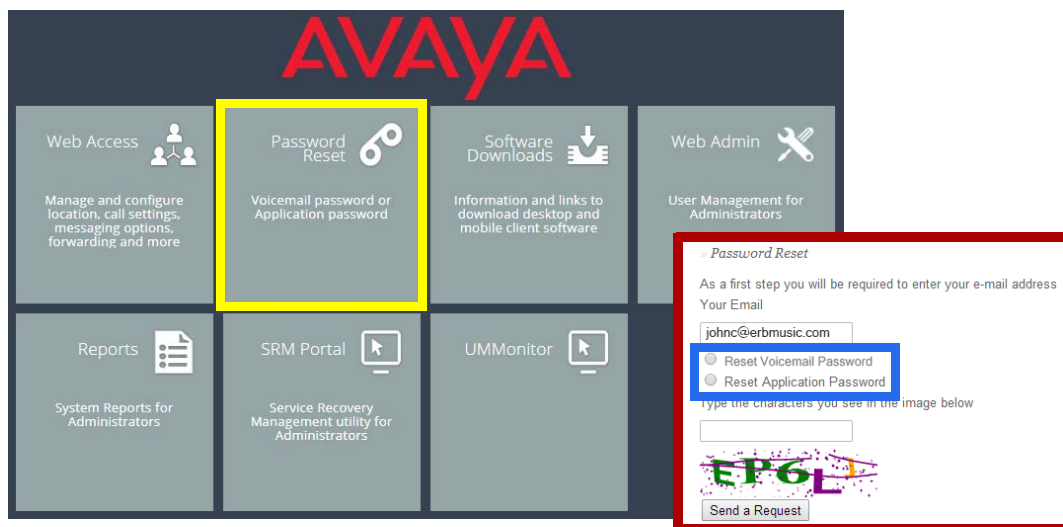 AVAYA
Web Access
Manage and configure
location, call settings,
messaging options,
forwarding and more
Password
Reset
Voicemail password or
Application password
Software
Downloads
Information and links to
download desktop and
mobile client software
Web Admin
User Management for
Administrators
Reports
System Reports for
Administrators
SRM Portal
Service Recovery
Management utility for
Administrators
UMMonitor
» Password Reset
As a first step you will be required to enter your e-mail address
Your Email
johnc@erbmusic.com
Reset Voicemail Password
Reset Application Password
Type the characters you see in the image below
EP6L
Send a Request